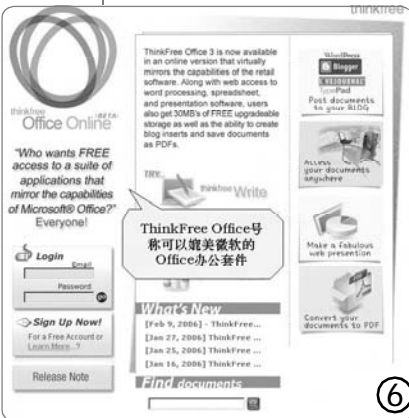 thinkfree
thinkfree
Office Online
BETA
"Who wants FREE
access to a suite of
applications that
mirror the capabilities
of Microsoft® Office?"
Everyone!
Login
Email
Password
go
Sign Up Now!
For a Free Account or
Learn More...?
Release Note
ThinkFree Office 3 is now available
in an online version that virtually
mirrors the capabilities of the retail
software. Along with web access to
word processing, spreadsheet,
and presentation software, users
also get 30MB's of FREE upgradeable
storage as well as the ability to create
blog inserts and save documents
as PDFs.
TRY
thinkfree Write
ThinkFree Office号
称可以媲美微软的
Office办公套件
What's New
[Feb 9, 2006] - ThinkFree ...
[Jan 27, 2006] ThinkFree ...
[Jan 25, 2006] ThinkFree ...
[Jan 16, 2006] ThinkFree ...
Find documents
WordPress
Blogger
LIVEJOURNAL
TypePad
Post documents
to your BLOG
Access
your documents
anywhere
Make a fabulous
web presention
Convert your
documents to PDF
⑥